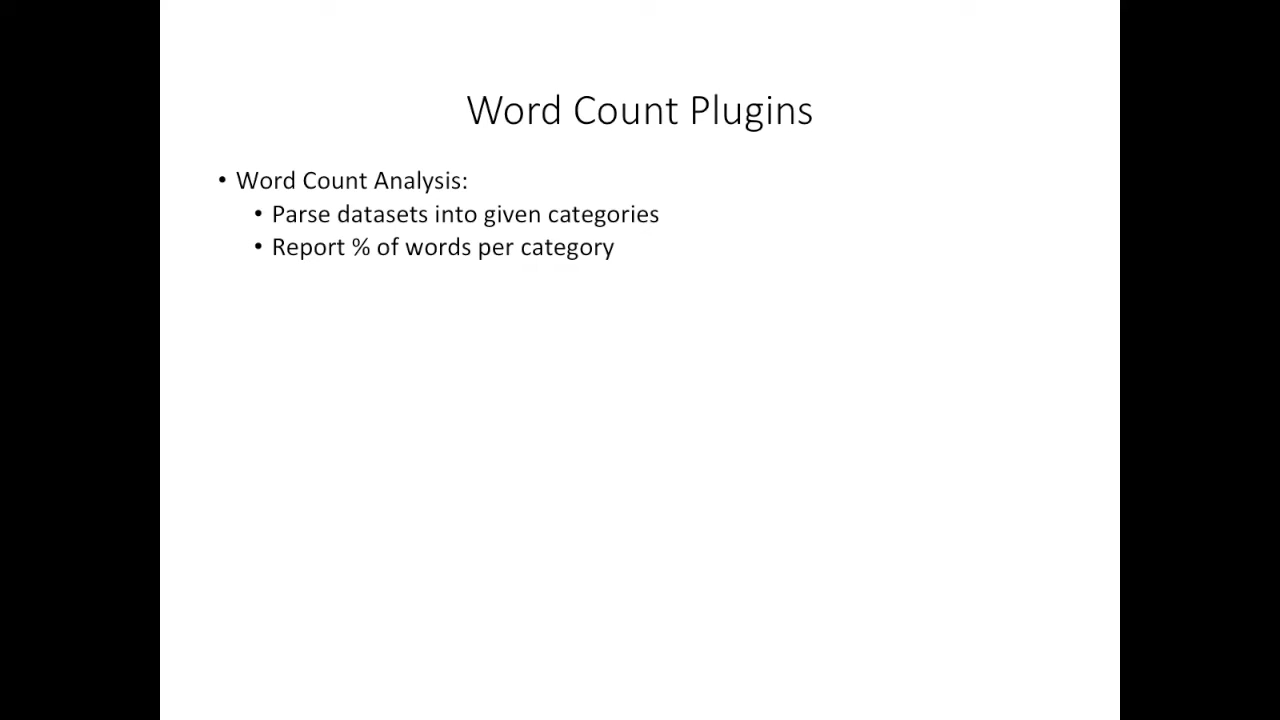 Word Count Plugins
• Word Count Analysis:
• Parse datasets into given categories
• Report % of words per category